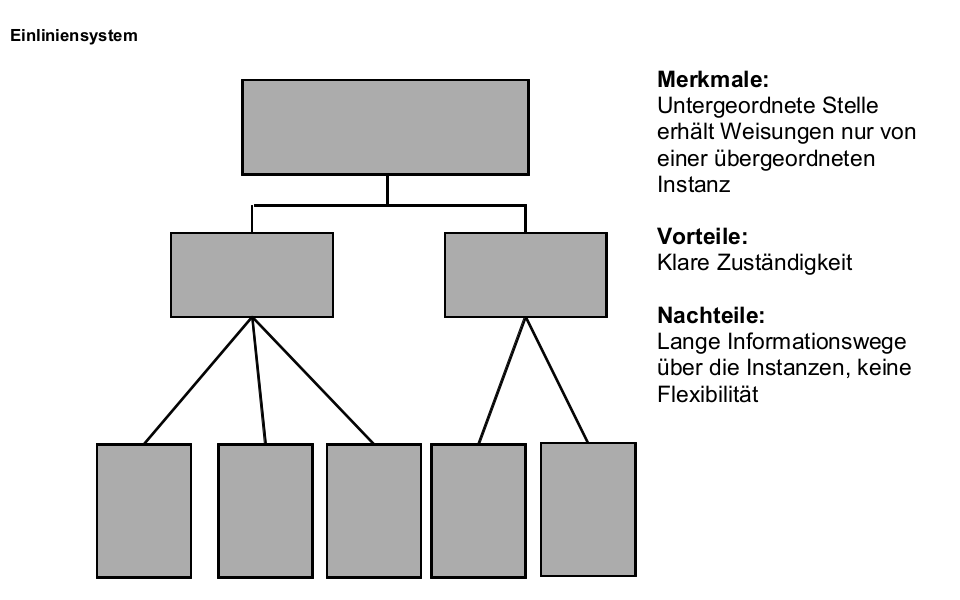 Einliniensystem
Merkmale:
Untergeordnete Stelle
erhält Weisungen nur von
einer übergeordneten
Instanz
Vorteile:
Klare Zuständigkeit
Nachteile:
Lange Informationswege
über die Instanzen, keine
Flexibilität